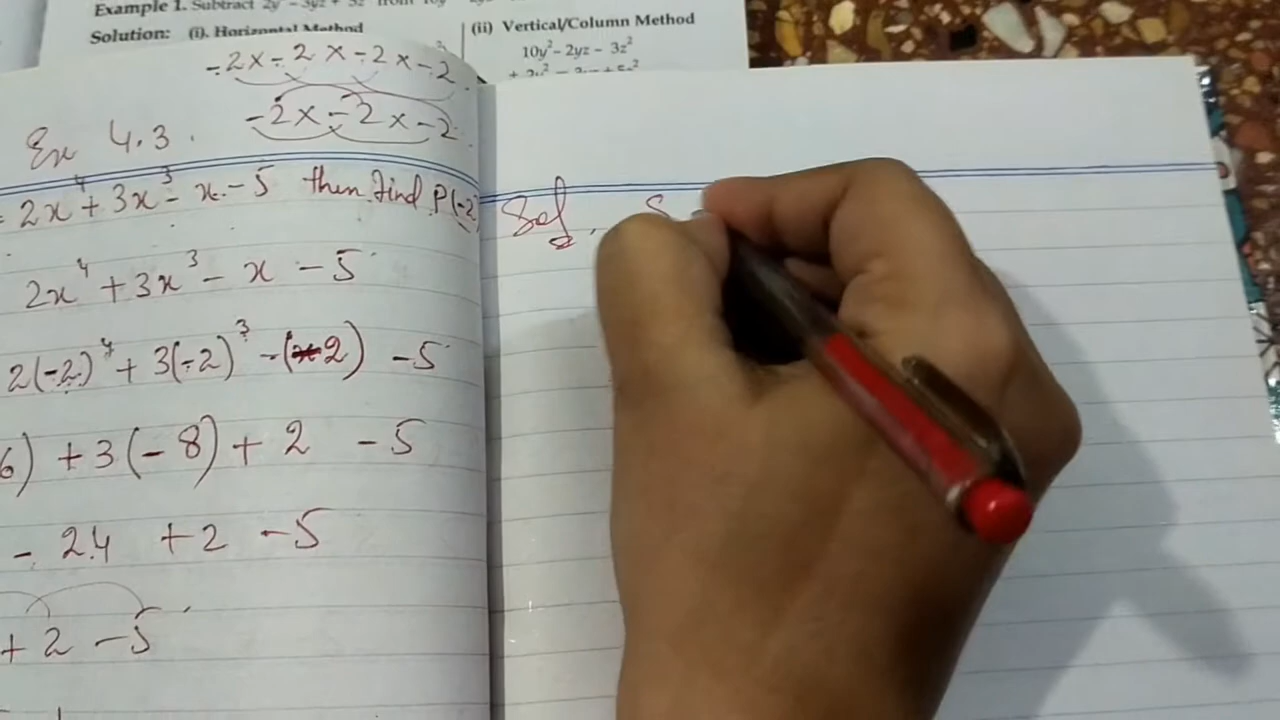 Example 1. Subtract
Solution: (i). Horizontal Method
(ii) Vertical/Column Method
10y² - 2yz - 3z²
-2x-2x-2x-2
-2x-2x-2
Ex 4.3.
= 2x⁴ + 3x³ - x - 5 then find P(-2)
2x⁴ + 3x³ - x - 5
2(-2)⁴ + 3(-2)³ - (-2) - 5
6) + 3(-8) + 2 - 5
- 24 + 2 - 5
+ 2 - 5
Sol,